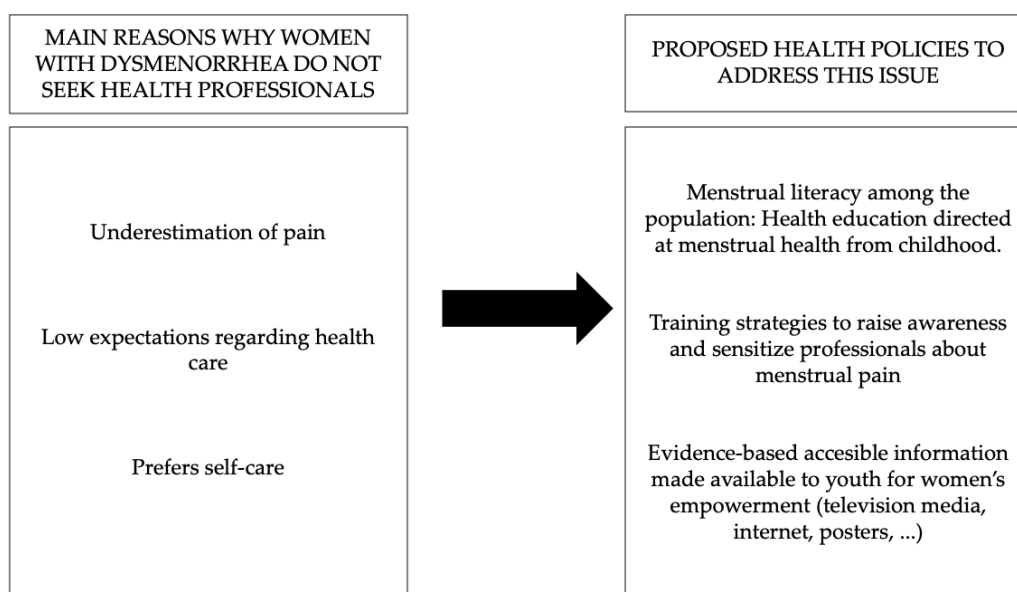 MAIN REASONS WHY WOMEN
WITH DYSMENORRHEA DO NOT
SEEK HEALTH PROFESSIONALS
Underestimation of pain
Low expectations regarding health
care
Prefers self-care
PROPOSED HEALTH POLICIES TO
ADDRESS THIS ISSUE
Menstrual literacy among the
population: Health education directed
at menstrual health from childhood.
Training strategies to raise awareness
and sensitize professionals about
menstrual pain
Evidence-based accesible information
made available to youth for women’s
empowerment (television media,
internet, posters, ...)